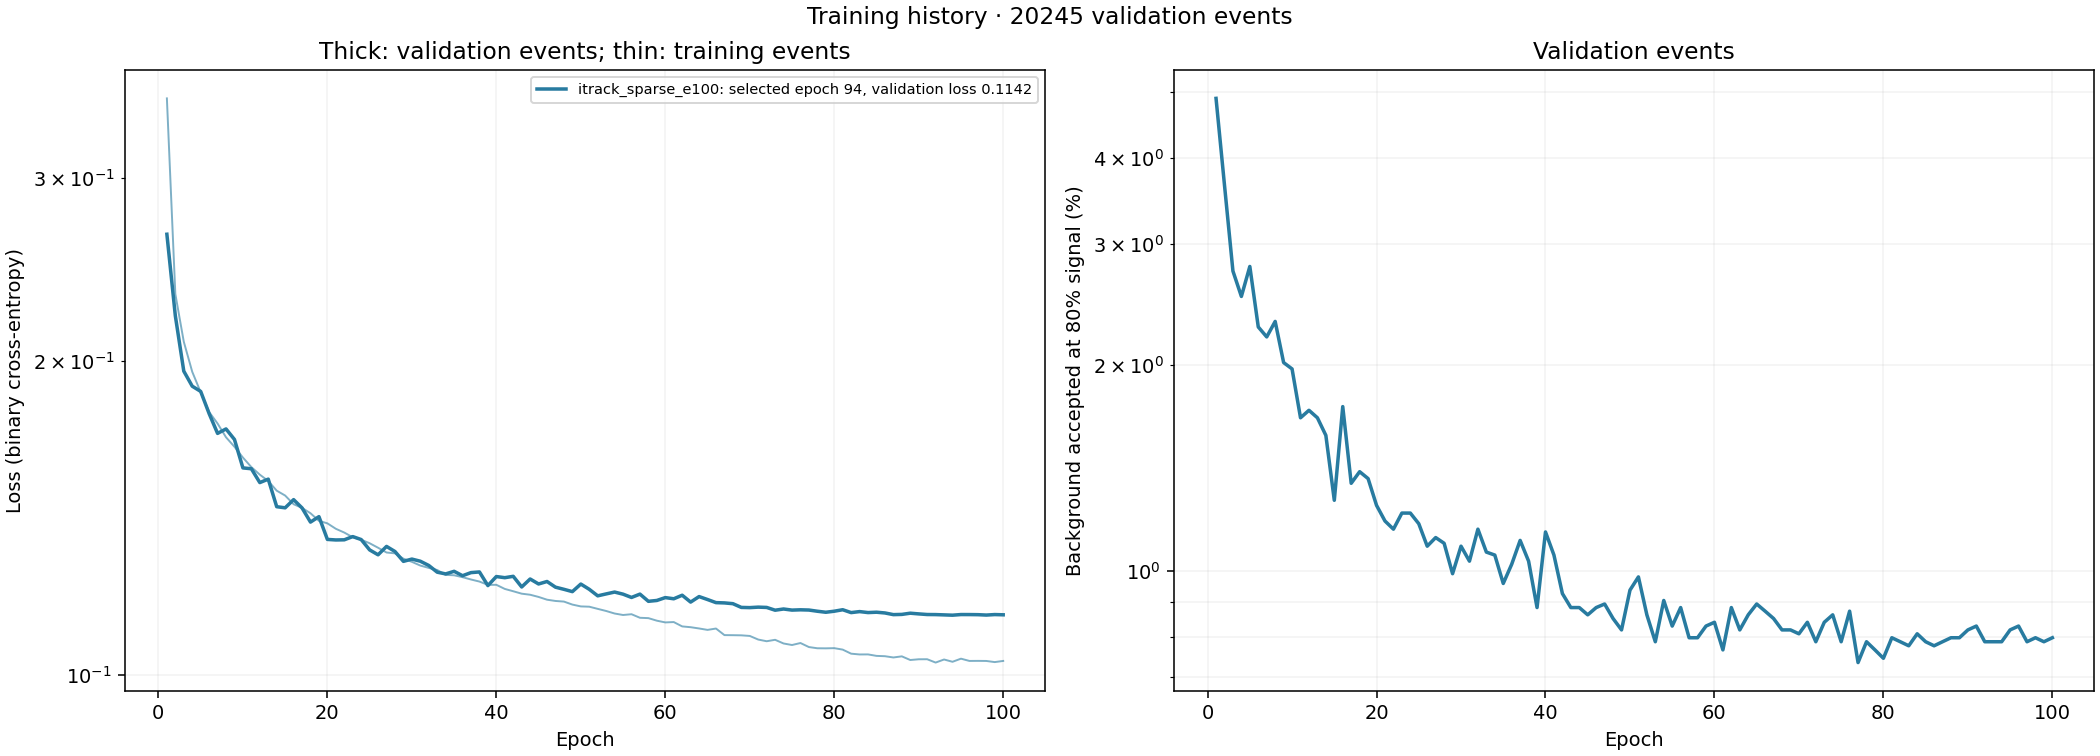 Training history · 20245 validation events
Thick: validation events; thin: training events
itrack_sparse_e100: selected epoch 94, validation loss 0.1142
Loss (binary cross-entropy)
3 × 10⁻¹
2 × 10⁻¹
10⁻¹
0 20 40 60 80 100
Epoch
Validation events
Background accepted at 80% signal (%)
4 × 10⁰
3 × 10⁰
2 × 10⁰
10⁰
0 20 40 60 80 100
Epoch